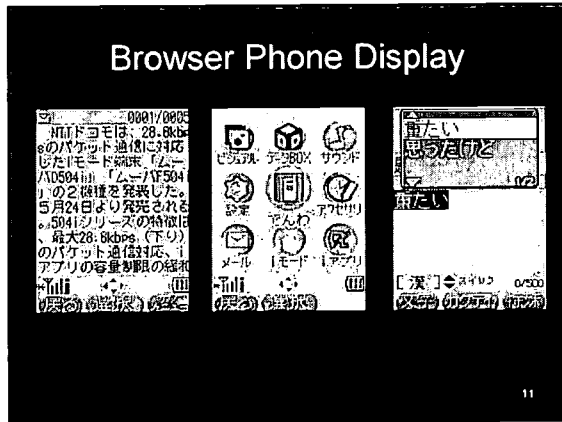 Browser Phone Display
0001/0005
NTTドコモは、28.8kbp
sのパケット通信に対応
したiモード端末「ムー
バD504i」「ムーバF504i
」の2機種を発表した。
5月24日より発売される
。504iシリーズの特徴は
、最大28.8kbps(下り)
のパケット通信対応、i
アプリの容量制限の緩和
戻る 選択
ビジュアル データBOX サウンド
設定 でんわ アクセサリ
メール iモード iアプリ
戻る 選択
重たい
思ったけど
1/2
重たい
[漢]
0/500
11